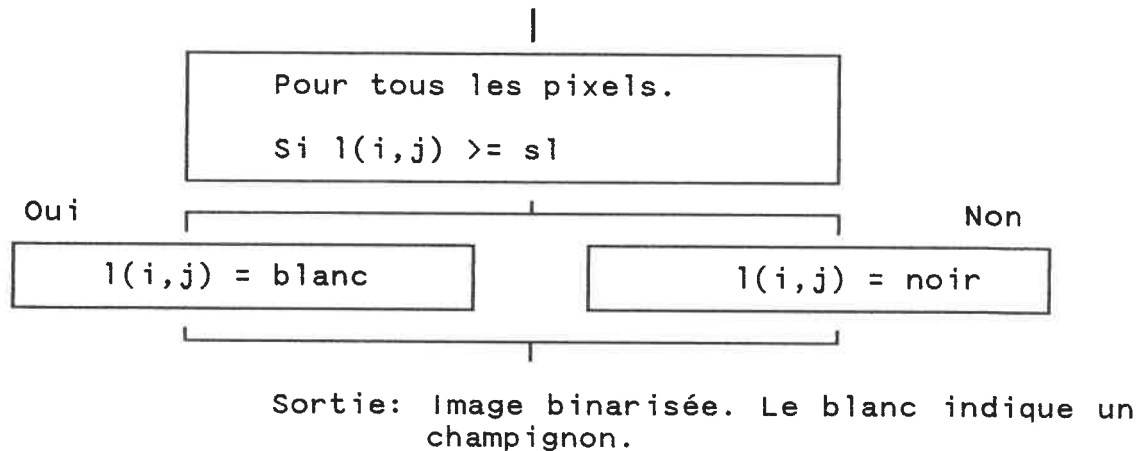 Pour tous les pixels.
Si l(i,j) >= sl
Oui
Non
l(i,j) = blanc
l(i,j) = noir
Sortie: Image binarisée. Le blanc indique un
champignon.